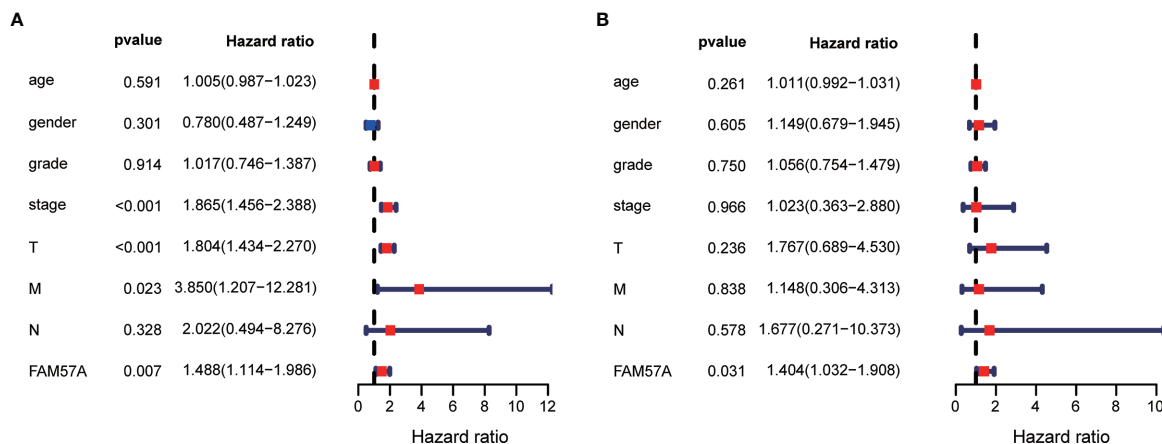 A
pvalue Hazard ratio
age 0.591 1.005(0.987−1.023)
gender 0.301 0.780(0.487−1.249)
grade 0.914 1.017(0.746−1.387)
stage <0.001 1.865(1.456−2.388)
T <0.001 1.804(1.434−2.270)
M 0.023 3.850(1.207−12.281)
N 0.328 2.022(0.494−8.276)
FAM57A 0.007 1.488(1.114−1.986)
0 2 4 6 8 10 12
Hazard ratio
B
pvalue Hazard ratio
age 0.261 1.011(0.992−1.031)
gender 0.605 1.149(0.679−1.945)
grade 0.750 1.056(0.754−1.479)
stage 0.966 1.023(0.363−2.880)
T 0.236 1.767(0.689−4.530)
M 0.838 1.148(0.306−4.313)
N 0.578 1.677(0.271−10.373)
FAM57A 0.031 1.404(1.032−1.908)
0 2 4 6 8 10
Hazard ratio